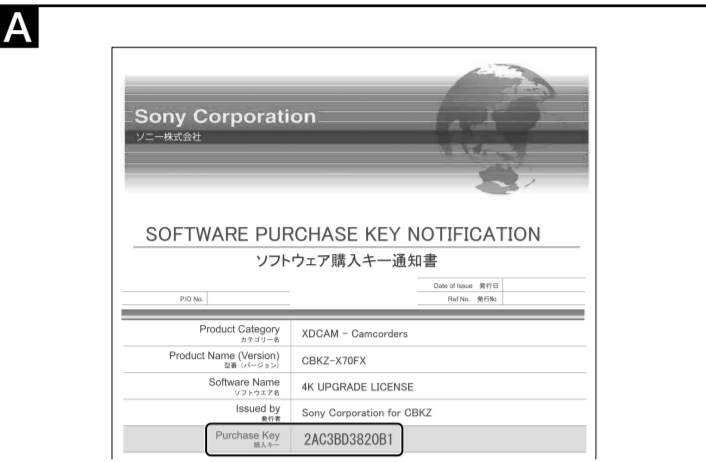 A
Sony Corporation
ソニー株式会社
SOFTWARE PURCHASE KEY NOTIFICATION
ソフトウェア購入キー通知書
Date of Issue 発行日
P/O No.
Ref No. 発行No.
Product Category
カテゴリー名
XDCAM - Camcorders
Product Name (Version)
型番（バージョン）
CBKZ-X70FX
Software Name
ソフトウエア名
4K UPGRADE LICENSE
Issued by
発行者
Sony Corporation for CBKZ
Purchase Key
購入キー
2AC3BD3820B1